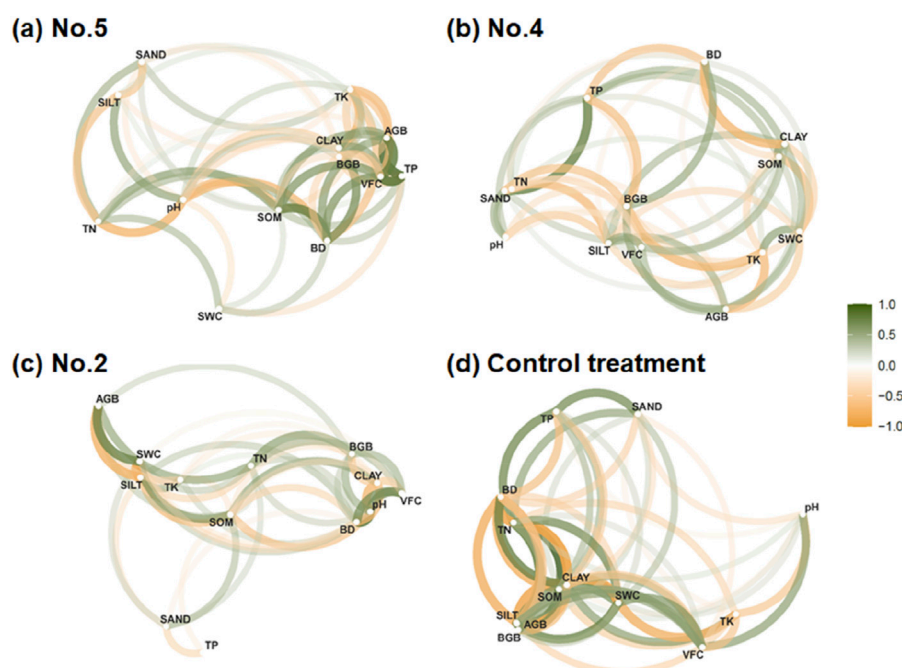 (a) No.5
SAND
SILT
TK
AGB
CLAY
BGB
TP
VFC
pH
SOM
TN
BD
SWC
(b) No.4
BD
TP
CLAY
SOM
TN
SAND
BGB
pH
SILT
VFC
SWC
TK
AGB
1.0
0.5
0.0
−0.5
−1.0
(c) No.2
AGB
SWC
SILT
TK
TN
BGB
CLAY
VFC
pH
SOM
BD
SAND
TP
(d) Control treatment
TP
SAND
BD
TN
pH
CLAY
SOM
SWC
SILT
AGB
BGB
TK
VFC